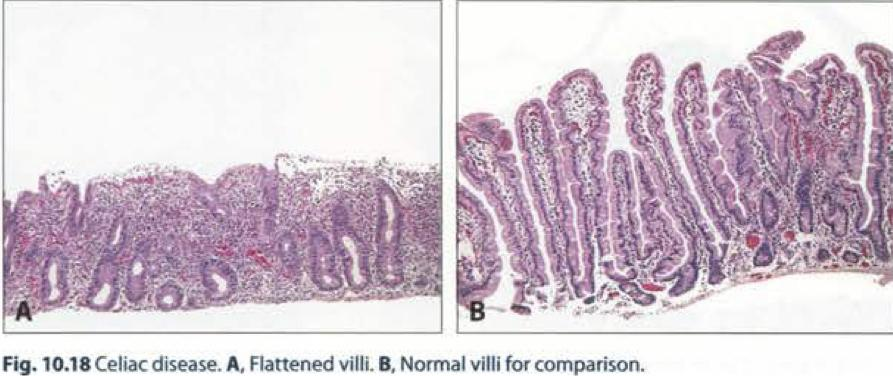 A
B
Fig. 10.18 Celiac disease. A, Flattened villi. B, Normal villi for comparison.